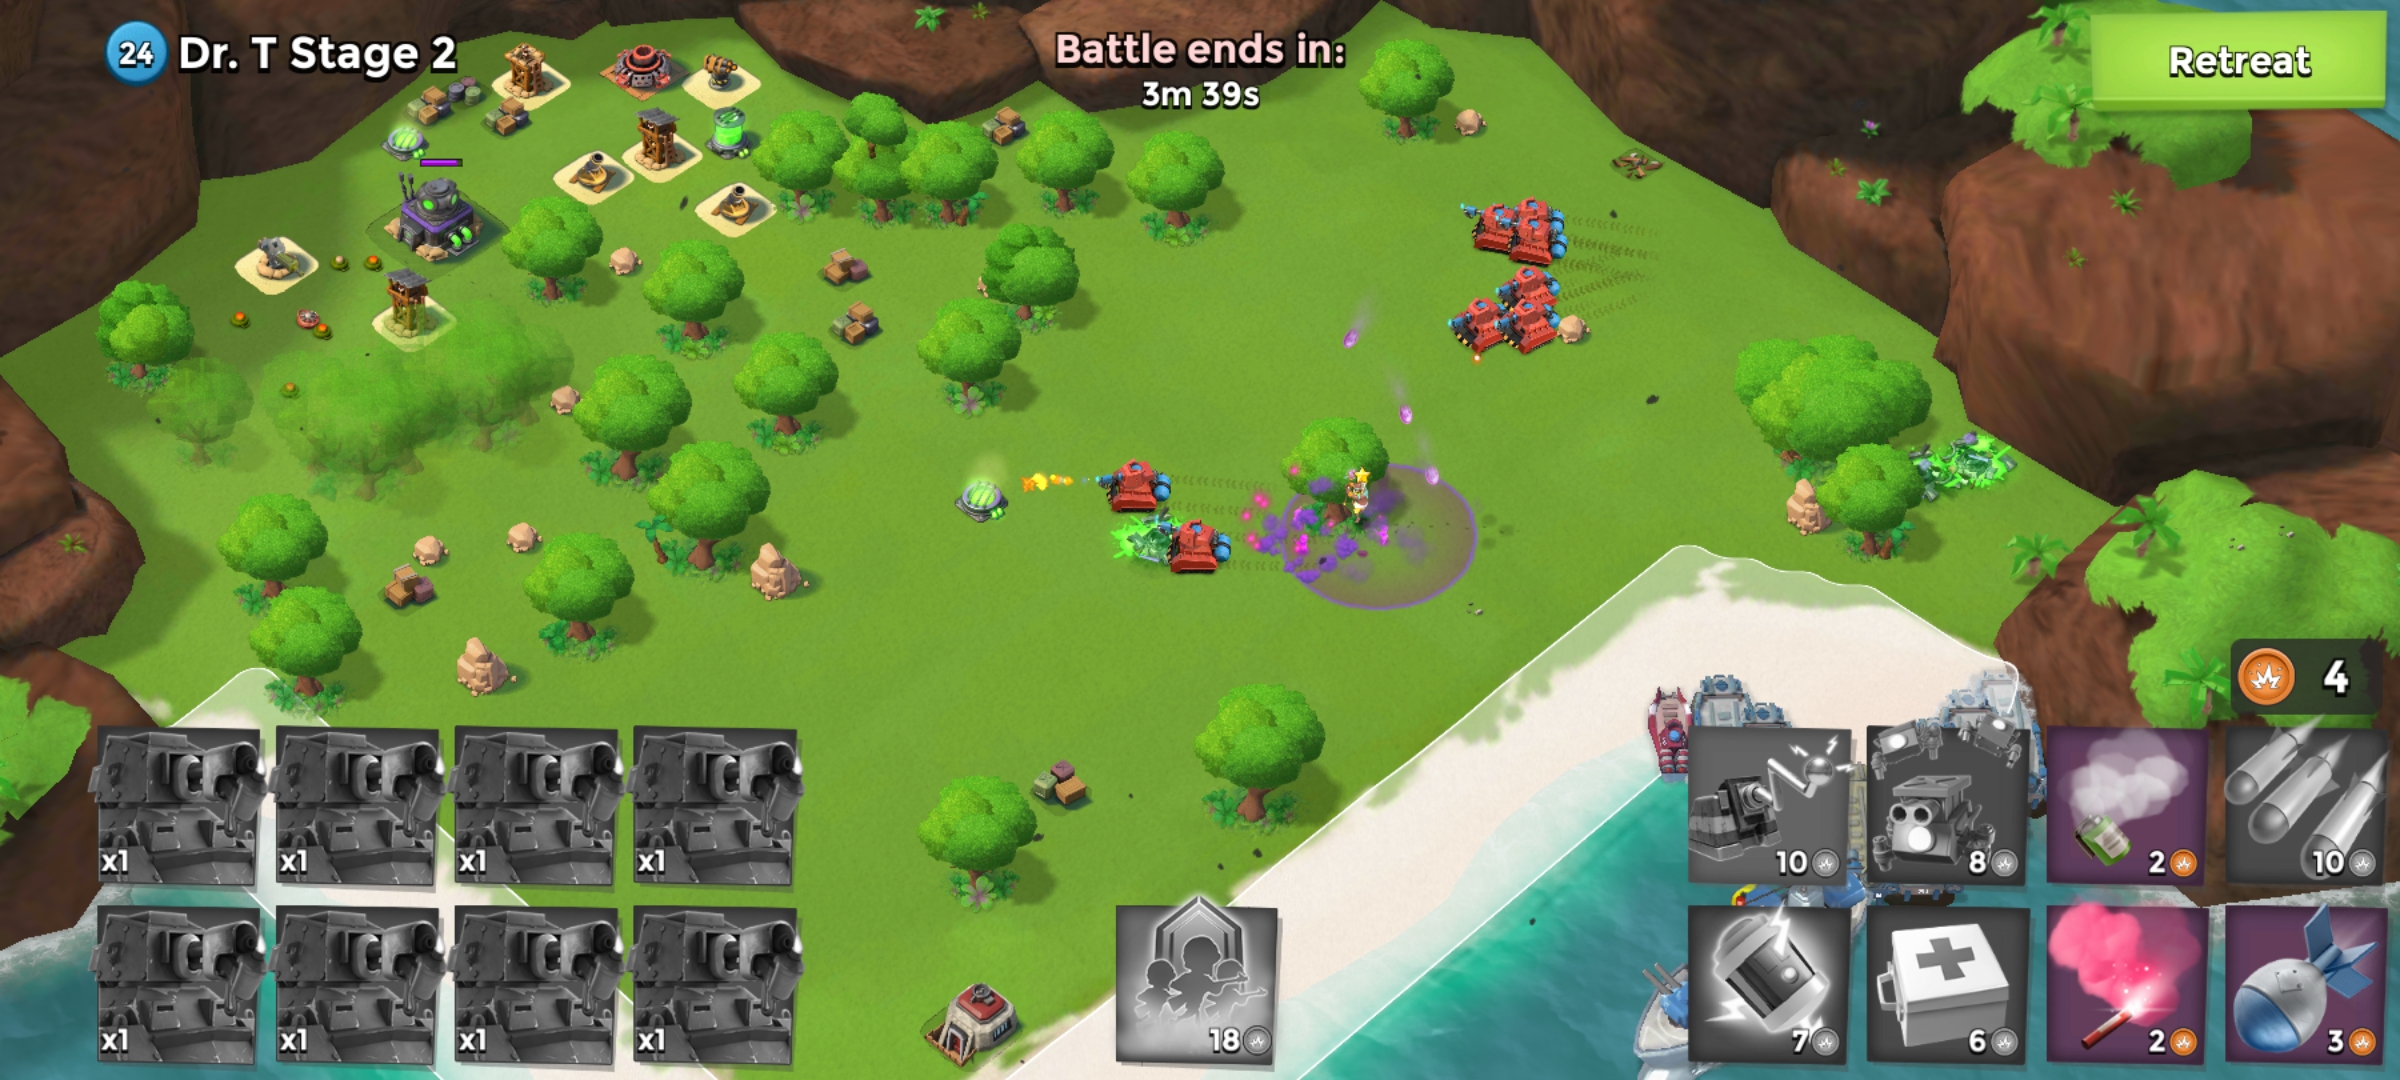 24 Dr. T Stage 2
Battle ends in:
3m 39s
Retreat
4
x1 x1 x1 x1
10 8 2 10
x1 x1 x1 x1
18
7 6 2 3